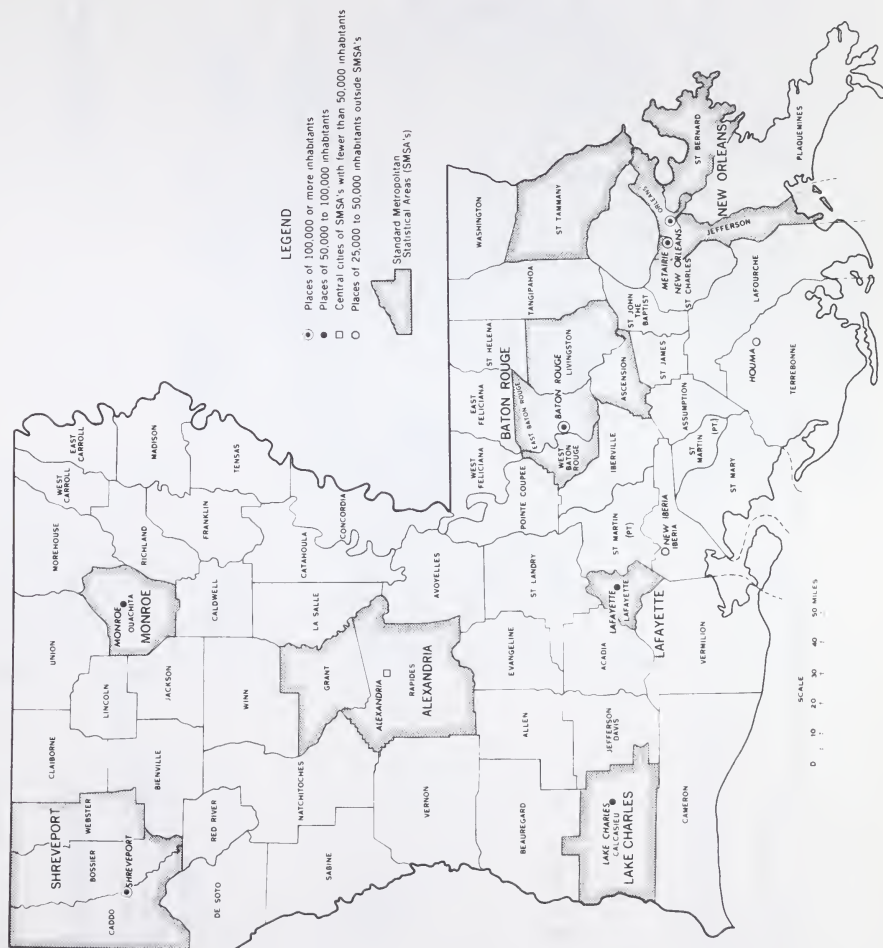 LEGEND
Places of 100,000 or more inhabitants
Places of 50,000 to 100,000 inhabitants
Central cities of SMSA's with fewer than 50,000 inhabitants
Places of 25,000 to 50,000 inhabitants outside SMSA's
Standard Metropolitan
Statistical Areas (SMSA's)
SHREVEPORT
CADDO
BOSSIER
WEBSTER
SHREVEPORT
CLAIBORNE
LINCOLN
UNION
MOREHOUSE
WEST
CARROLL
EAST
CARROLL
MONROE
OUACHITA
MONROE
RICHLAND
MADISON
BIENVILLE
JACKSON
DE SOTO
RED RIVER
WINN
CALDWELL
FRANKLIN
TENSAS
SABINE
NATCHITOCHES
GRANT
LA SALLE
CATAHOULA
CONCORDIA
VERNON
ALEXANDRIA
RAPIDES
ALEXANDRIA
AVOYELLES
BEAUREGARD
ALLEN
EVANGELINE
ST LANDRY
POINTE COUPEE
WEST
FELICIANA
EAST
FELICIANA
ST HELENA
TANGIPAHOA
WASHINGTON
ST TAMMANY
BATON ROUGE
EAST BATON ROUGE
BATON ROUGE
LIVINGSTON
WEST
BATON
ROUGE
LAKE CHARLES
CALCASIEU
LAKE CHARLES
JEFFERSON
DAVIS
ACADIA
LAFAYETTE
LAFAYETTE
LAFAYETTE
ST MARTIN
(PT)
IBERVILLE
ASCENSION
ST JOHN
THE
BAPTIST
ST JAMES
ST CHARLES
METAIRIE
NEW ORLEANS
ORLEANS
NEW ORLEANS
ST BERNARD
JEFFERSON
PLAQUEMINES
CAMERON
VERMILION
NEW IBERIA
IBERIA
ST MARTIN
(PT)
ASSUMPTION
ST MARY
LAFOURCHE
HOUMA
TERREBONNE
SCALE
0 10 20 30 40 50 MILES